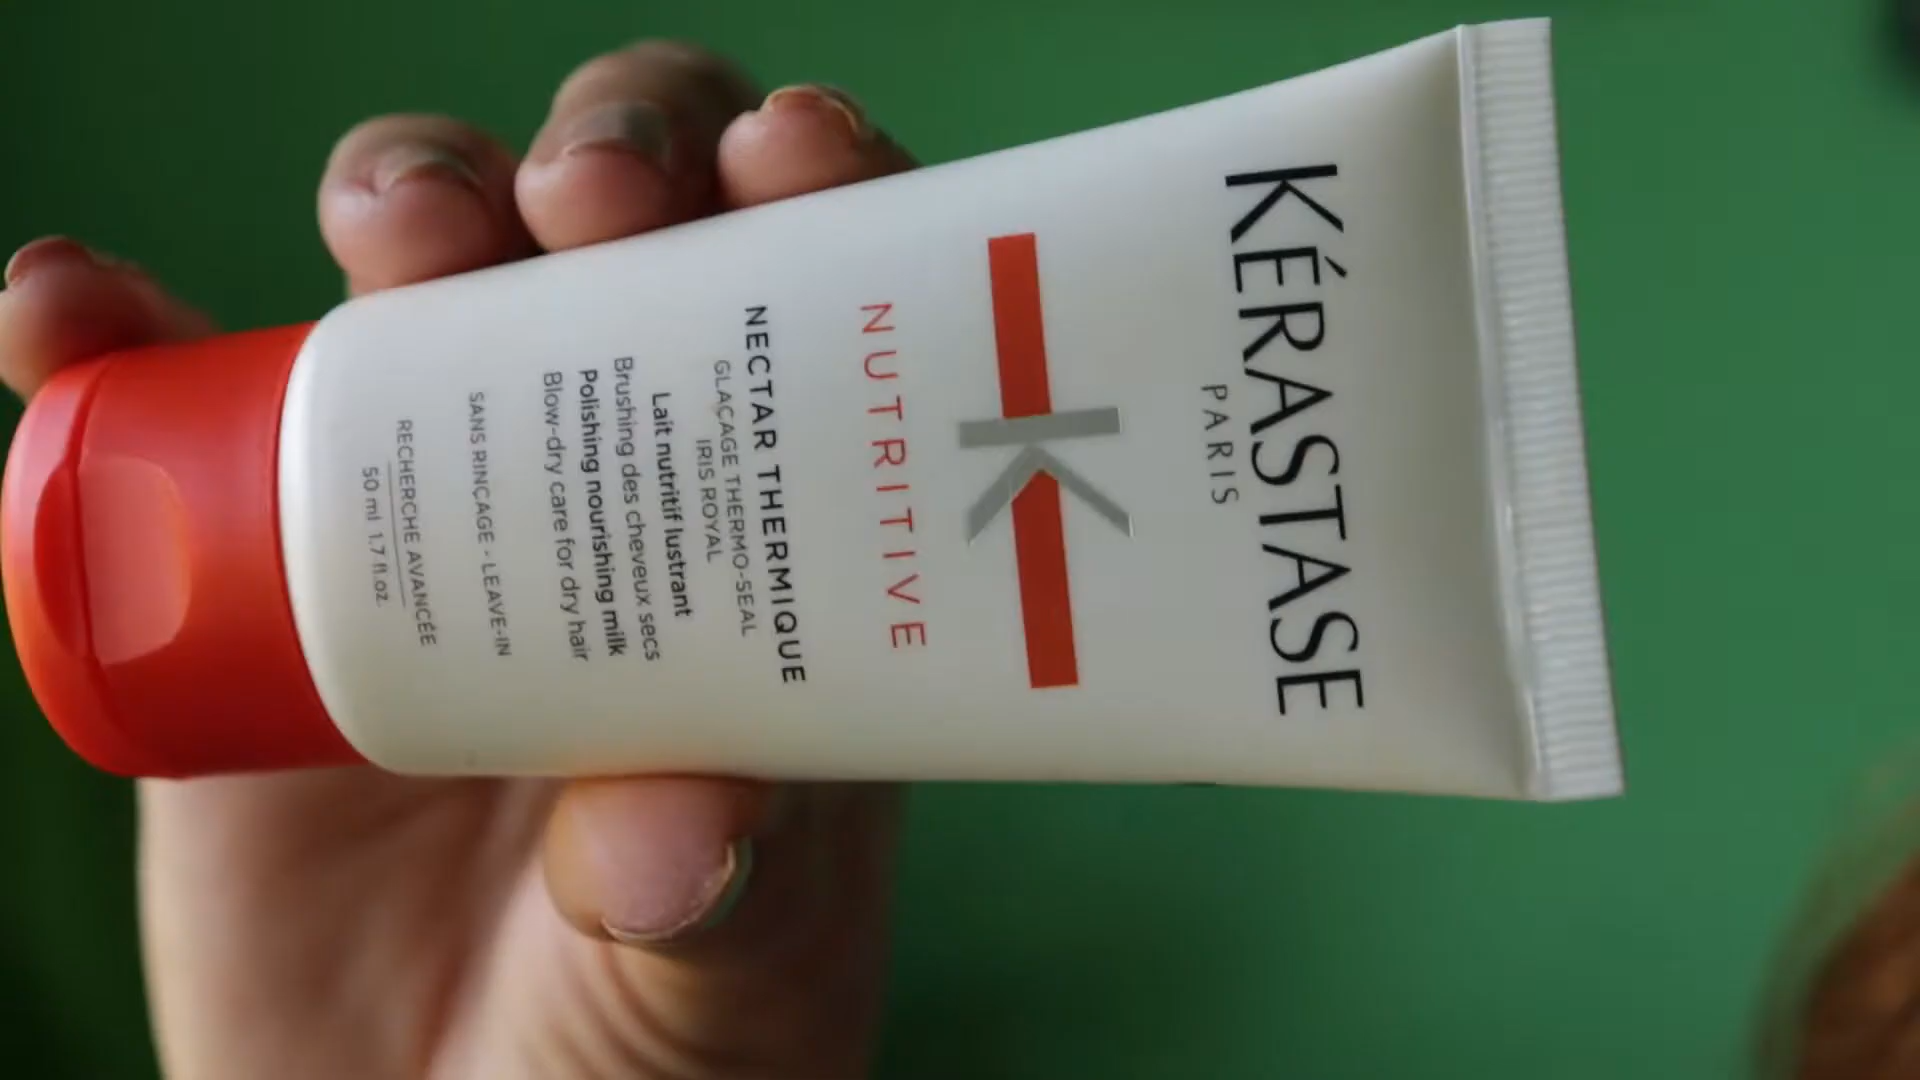 KÉRASTASE
PARIS
K
NUTRITIVE
NECTAR THERMIQUE
GLAÇAGE THERMO-SEAL
IRIS ROYAL
Lait nutritif lustrant
Brushing des cheveux secs
Polishing nourishing milk
Blow-dry care for dry hair
SANS RINÇAGE - LEAVE-IN
RECHERCHE AVANCÉE
50 ml 1.7 fl.oz.